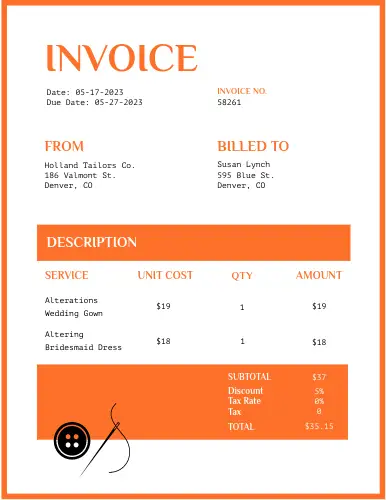 INVOICE
Date: 05-17-2023
Due Date: 05-27-2023
INVOICE NO.
58261
FROM
Holland Tailors Co.
186 Valmont St.
Denver, CO
BILLED TO
Susan Lynch
595 Blue St.
Denver, CO
DESCRIPTION
SERVICE UNIT COST QTY AMOUNT
Alterations
Wedding Gown $19 1 $19
Altering
Bridesmaid Dress $18 1 $18
SUBTOTAL $37
Discount 5%
Tax Rate 0%
Tax 0
TOTAL $35.15